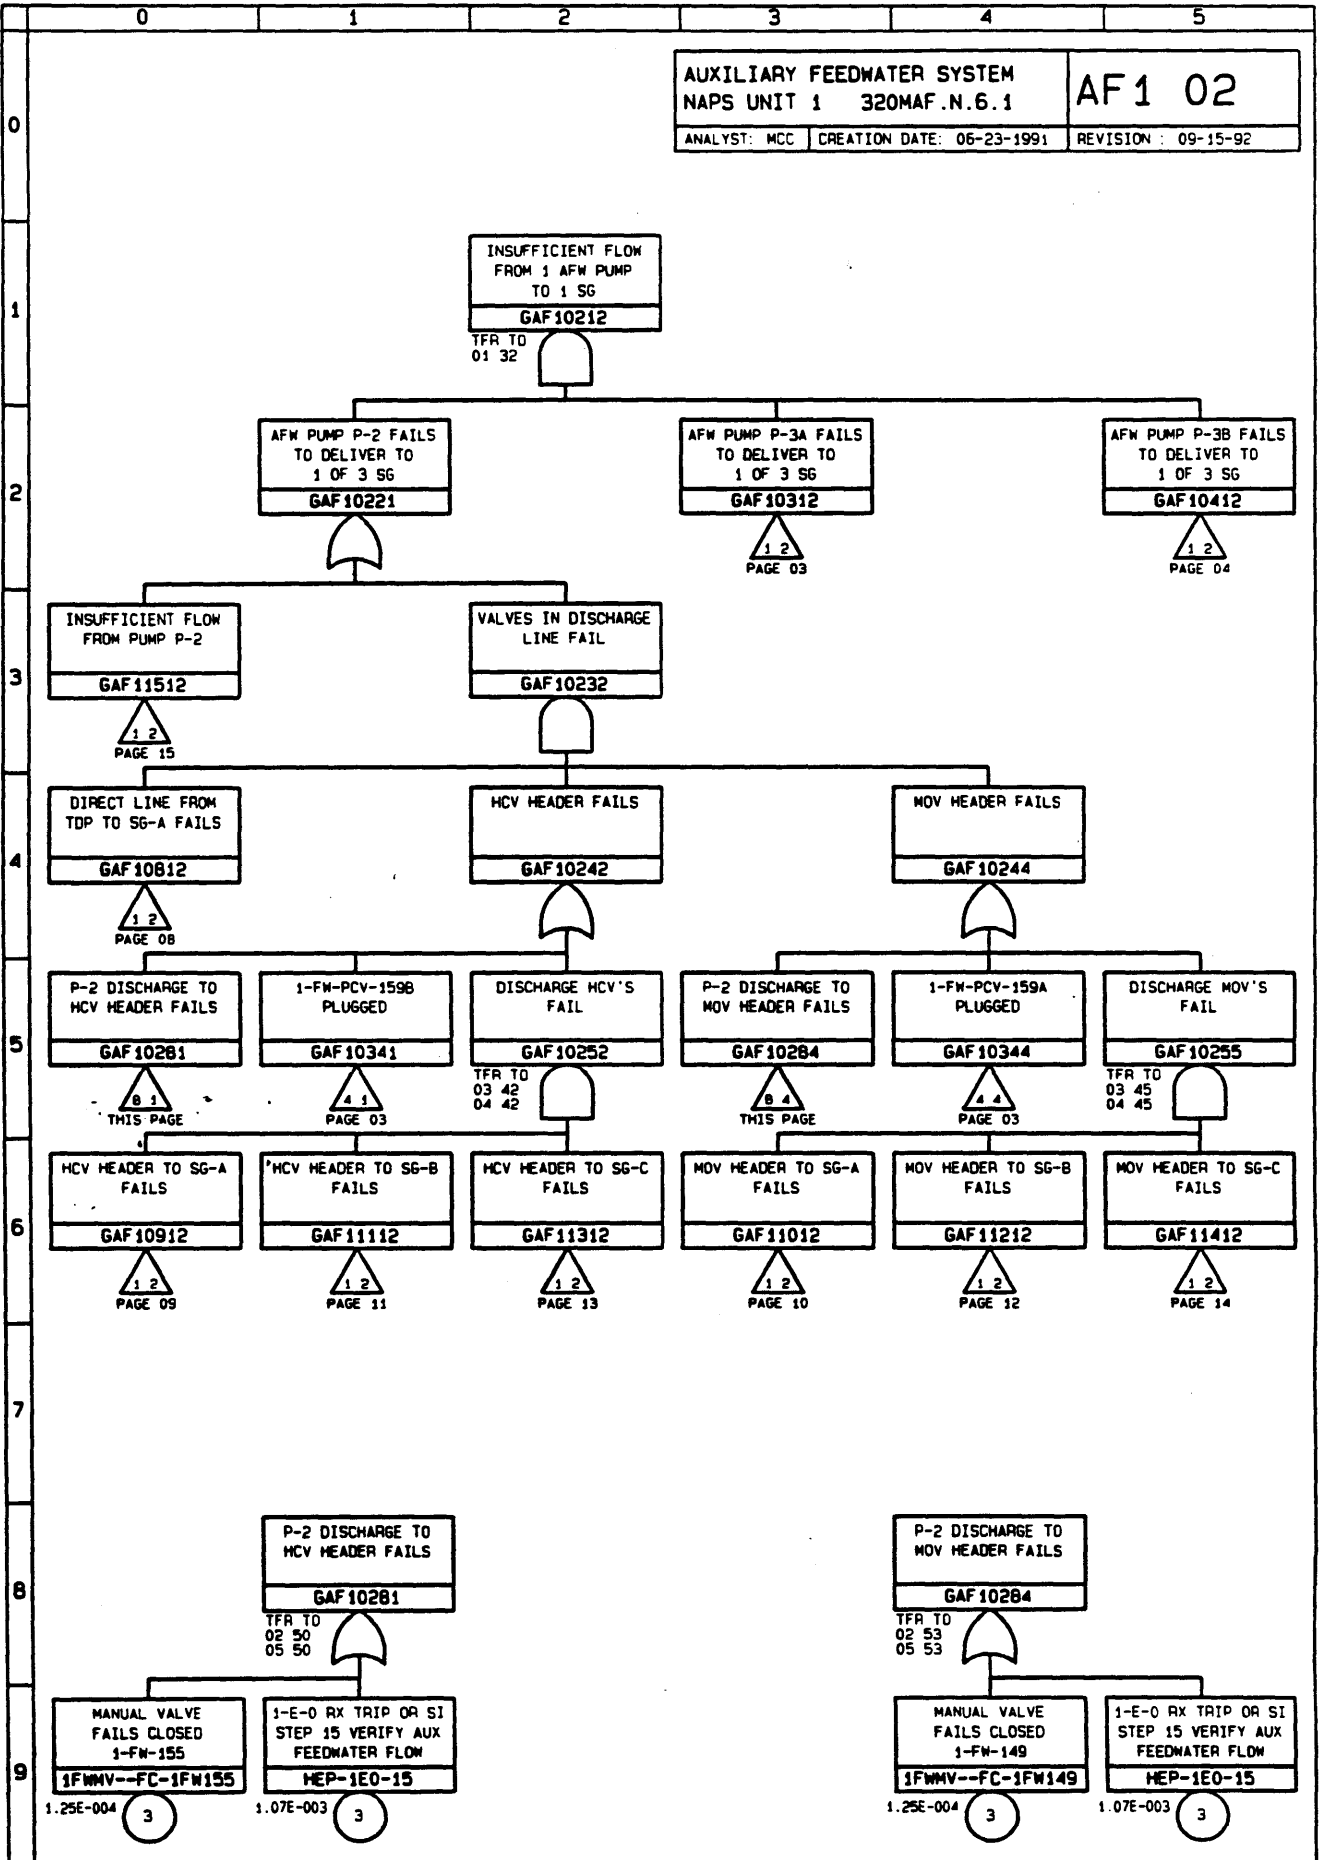 0 1 2 3 4 5
AUXILIARY FEEDWATER SYSTEM
NAPS UNIT 1 320MAF.N.6.1
AF1 02
ANALYST: MCC CREATION DATE: 06-23-1991 REVISION : 09-15-92
0
INSUFFICIENT FLOW
FROM 1 AFW PUMP
TO 1 SG
GAF10212
TFR TO
01 32
1
AFW PUMP P-2 FAILS
TO DELIVER TO
1 OF 3 SG
GAF10221
AFW PUMP P-3A FAILS
TO DELIVER TO
1 OF 3 SG
GAF10312
1 2
PAGE 03
AFW PUMP P-3B FAILS
TO DELIVER TO
1 OF 3 SG
GAF10412
1 2
PAGE 04
2
INSUFFICIENT FLOW
FROM PUMP P-2
GAF11512
1 2
PAGE 15
VALVES IN DISCHARGE
LINE FAIL
GAF10232
3
DIRECT LINE FROM
TDP TO SG-A FAILS
GAF10812
1 2
PAGE 08
HCV HEADER FAILS
GAF10242
MOV HEADER FAILS
GAF10244
4
P-2 DISCHARGE TO
HCV HEADER FAILS
GAF10281
8 1
THIS PAGE
1-FW-PCV-159B
PLUGGED
GAF10341
4 1
PAGE 03
DISCHARGE HCV'S
FAIL
GAF10252
TFR TO
03 42
04 42
P-2 DISCHARGE TO
MOV HEADER FAILS
GAF10284
8 4
THIS PAGE
1-FW-PCV-159A
PLUGGED
GAF10344
4 4
PAGE 03
DISCHARGE MOV'S
FAIL
GAF10255
TFR TO
03 45
04 45
5
HCV HEADER TO SG-A
FAILS
GAF10912
1 2
PAGE 09
HCV HEADER TO SG-B
FAILS
GAF11112
1 2
PAGE 11
HCV HEADER TO SG-C
FAILS
GAF11312
1 2
PAGE 13
MOV HEADER TO SG-A
FAILS
GAF11012
1 2
PAGE 10
MOV HEADER TO SG-B
FAILS
GAF11212
1 2
PAGE 12
MOV HEADER TO SG-C
FAILS
GAF11412
1 2
PAGE 14
6
7
P-2 DISCHARGE TO
HCV HEADER FAILS
GAF10281
TFR TO
02 50
05 50
P-2 DISCHARGE TO
MOV HEADER FAILS
GAF10284
TFR TO
02 53
05 53
8
MANUAL VALVE
FAILS CLOSED
1-FW-155
1FWMV--FC-1FW155
1.25E-004
3
1-E-0 RX TRIP OR SI
STEP 15 VERIFY AUX
FEEDWATER FLOW
HEP-1E0-15
1.07E-003
3
MANUAL VALVE
FAILS CLOSED
1-FW-149
1FWMV--FC-1FW149
1.25E-004
3
1-E-0 RX TRIP OR SI
STEP 15 VERIFY AUX
FEEDWATER FLOW
HEP-1E0-15
1.07E-003
3
9